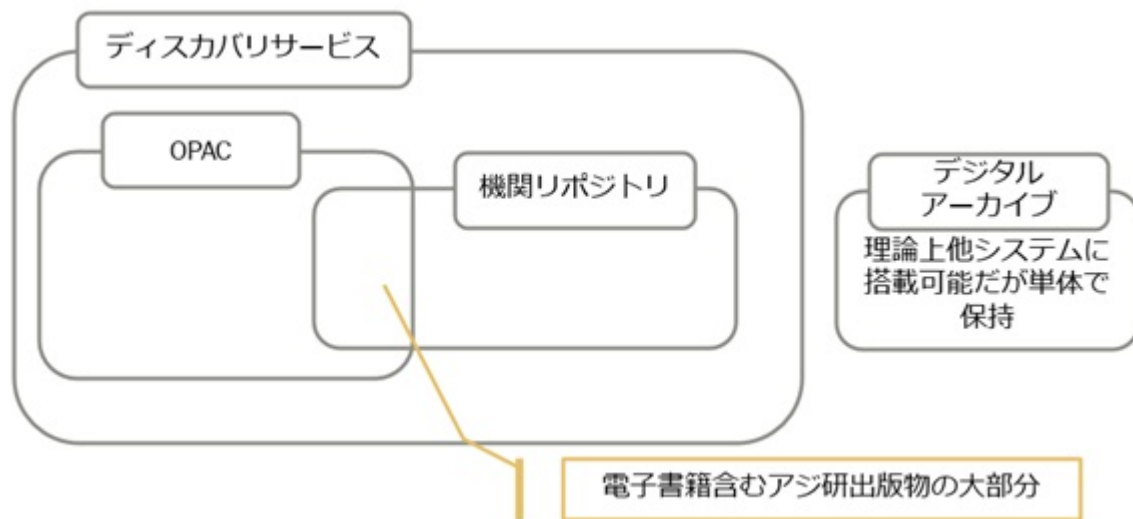 ディスカバリサービス
OPAC
機関リポジトリ
デジタル
アーカイブ
理論上他システムに
搭載可能だが単体で
保持
電子書籍含むアジ研出版物の大部分